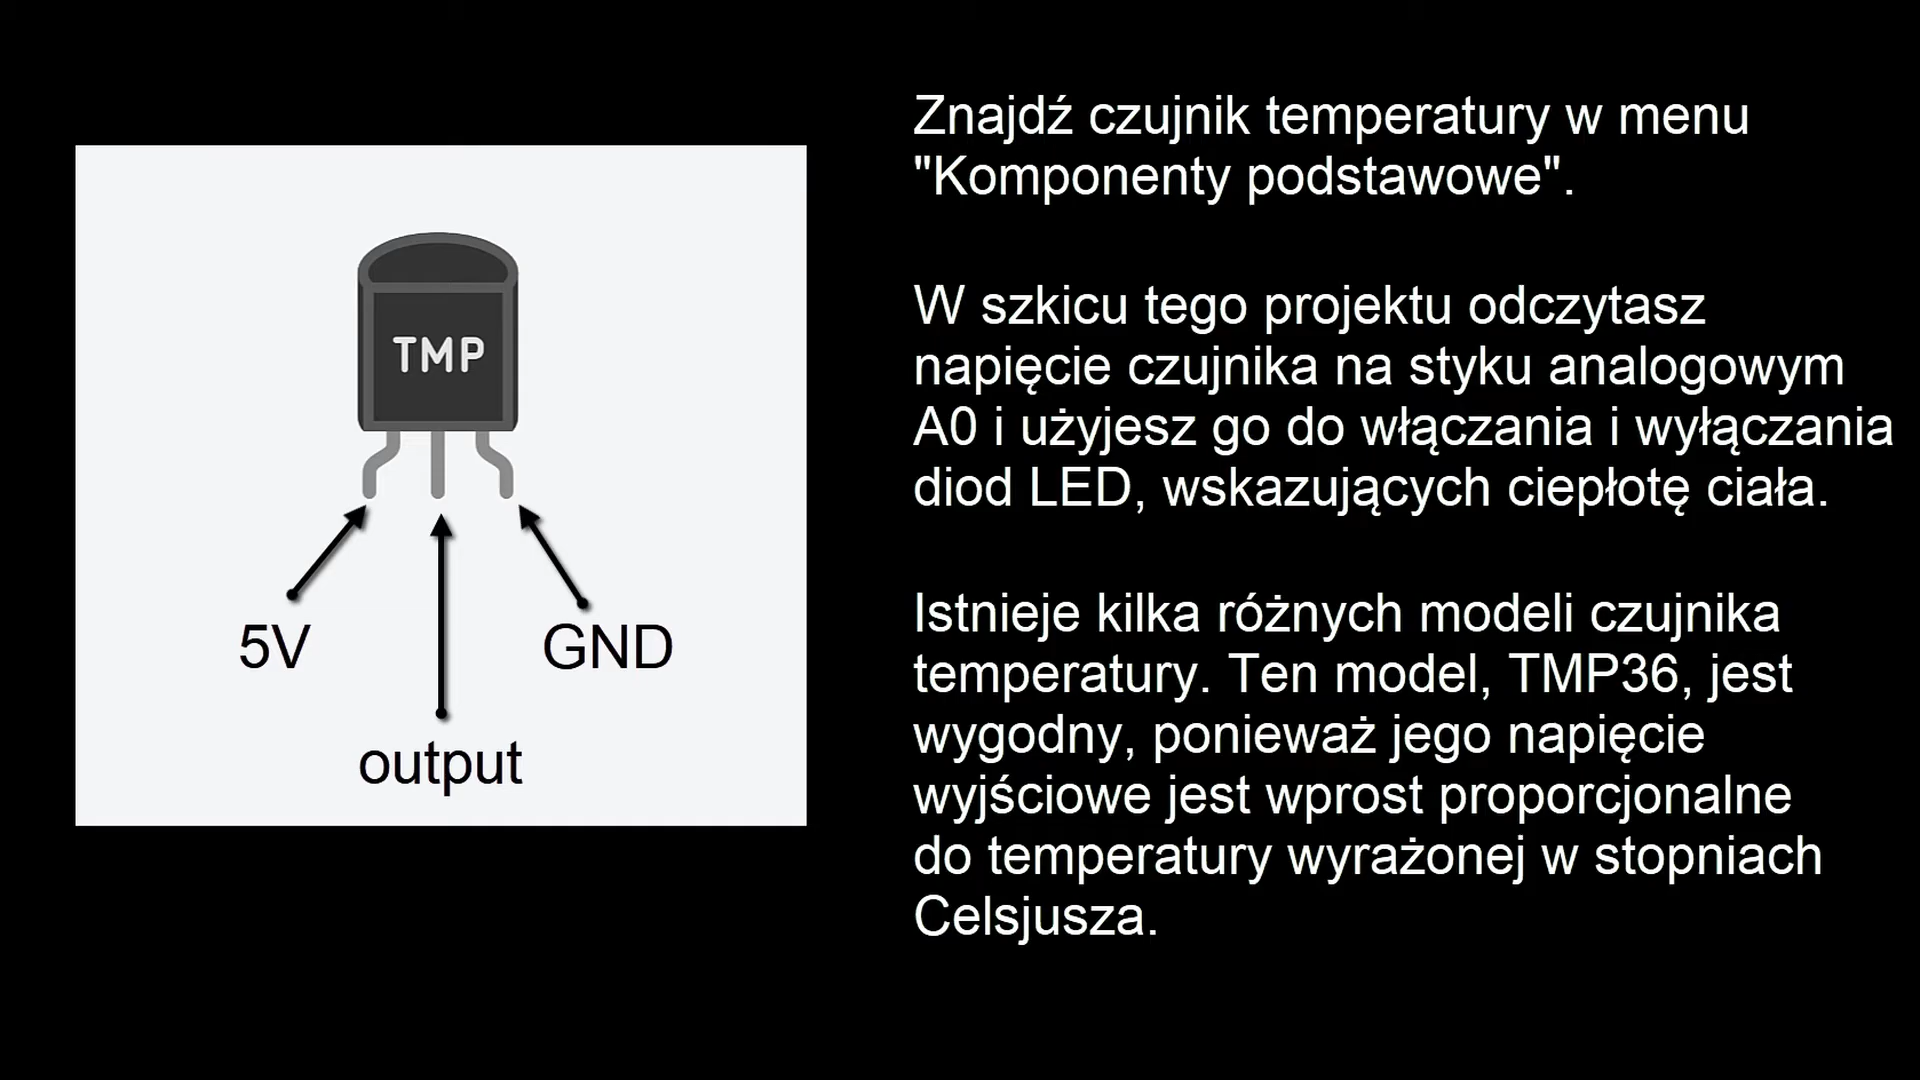 TMP
5V
GND
output
Znajdź czujnik temperatury w menu
"Komponenty podstawowe".
W szkicu tego projektu odczytasz
napięcie czujnika na styku analogowym
A0 i użyjesz go do włączania i wyłączania
diod LED, wskazujących ciepłotę ciała.
Istnieje kilka różnych modeli czujnika
temperatury. Ten model, TMP36, jest
wygodny, ponieważ jego napięcie
wyjściowe jest wprost proporcjonalne
do temperatury wyrażonej w stopniach
Celsjusza.